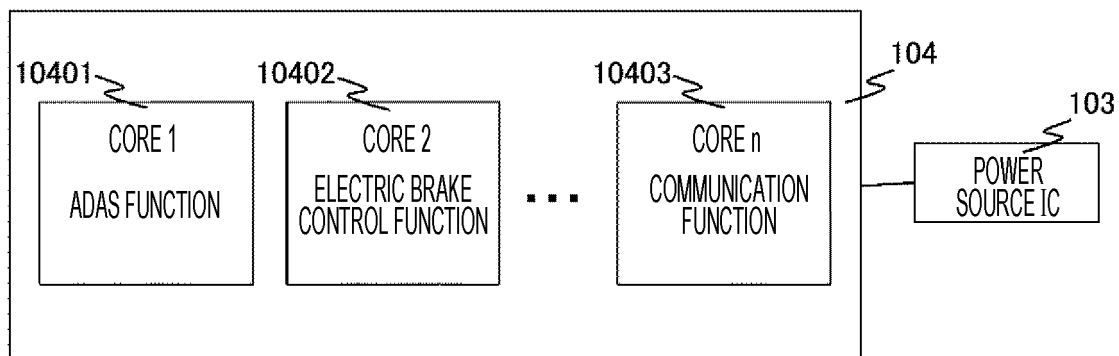 10401
10402
10403
104
103
CORE 1
ADAS FUNCTION
CORE 2
ELECTRIC BRAKE
CONTROL FUNCTION
...
CORE n
COMMUNICATION
FUNCTION
POWER
SOURCE IC